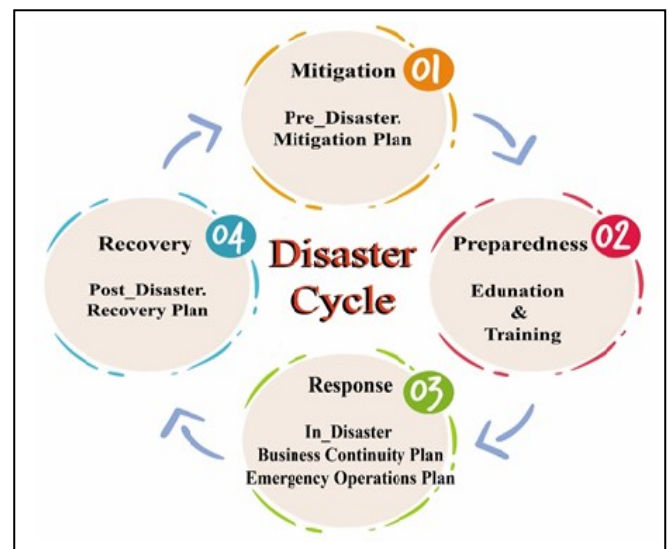 Mitigation
01
Pre_Disaster.
Mitigation Plan
Recovery
04
Post_Disaster.
Recovery Plan
Disaster
Cycle
Preparedness
02
Edunation
&
Training
Response
03
In_Disaster
Business Continuity Plan
Emergency Operations Plan